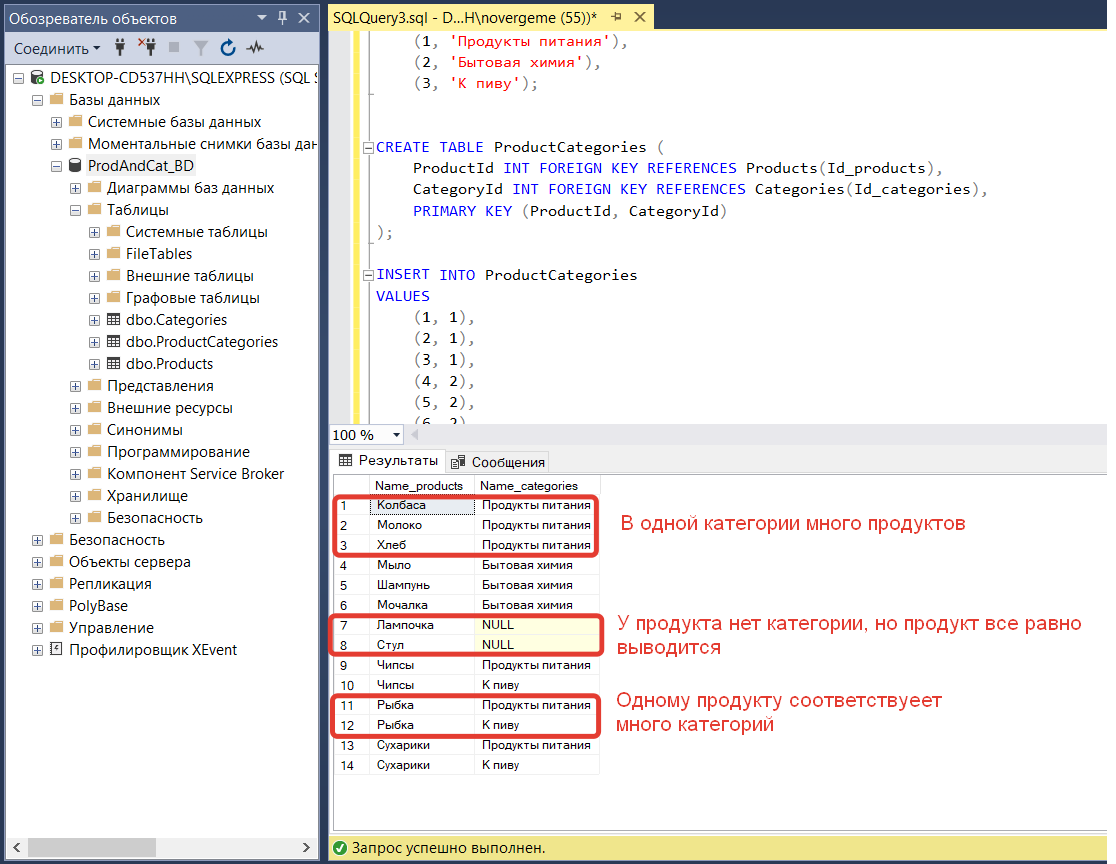 Обозреватель объектов
Соединить
DESKTOP-CD537HH\SQLEXPRESS (SQL S
Базы данных
Системные базы данных
Моментальные снимки базы дан
ProdAndCat_BD
Диаграммы баз данных
Таблицы
Системные таблицы
FileTables
Внешние таблицы
Графовые таблицы
dbo.Categories
dbo.ProductCategories
dbo.Products
Представления
Внешние ресурсы
Синонимы
Программирование
Компонент Service Broker
Хранилище
Безопасность
Безопасность
Объекты сервера
Репликация
PolyBase
Управление
Профилировщик XEvent
SQLQuery3.sql - D...H\novergeme (55))*
(1, 'Продукты питания'),
(2, 'Бытовая химия'),
(3, 'К пиву');
CREATE TABLE ProductCategories (
ProductId INT FOREIGN KEY REFERENCES Products(Id_products),
CategoryId INT FOREIGN KEY REFERENCES Categories(Id_categories),
PRIMARY KEY (ProductId, CategoryId)
);
INSERT INTO ProductCategories
VALUES
(1, 1),
(2, 1),
(3, 1),
(4, 2),
(5, 2),
(6, 2)
100 %
Результаты Сообщения
Name_products Name_categories
1 Колбаса Продукты питания
2 Молоко Продукты питания
3 Хлеб Продукты питания
4 Мыло Бытовая химия
5 Шампунь Бытовая химия
6 Мочалка Бытовая химия
7 Лампочка NULL
8 Стул NULL
9 Чипсы Продукты питания
10 Чипсы К пиву
11 Рыбка Продукты питания
12 Рыбка К пиву
13 Сухарики Продукты питания
14 Сухарики К пиву
В одной категории много продуктов
У продукта нет категории, но продукт все равно
выводится
Одному продукту соответствуеет
много категорий
Запрос успешно выполнен.